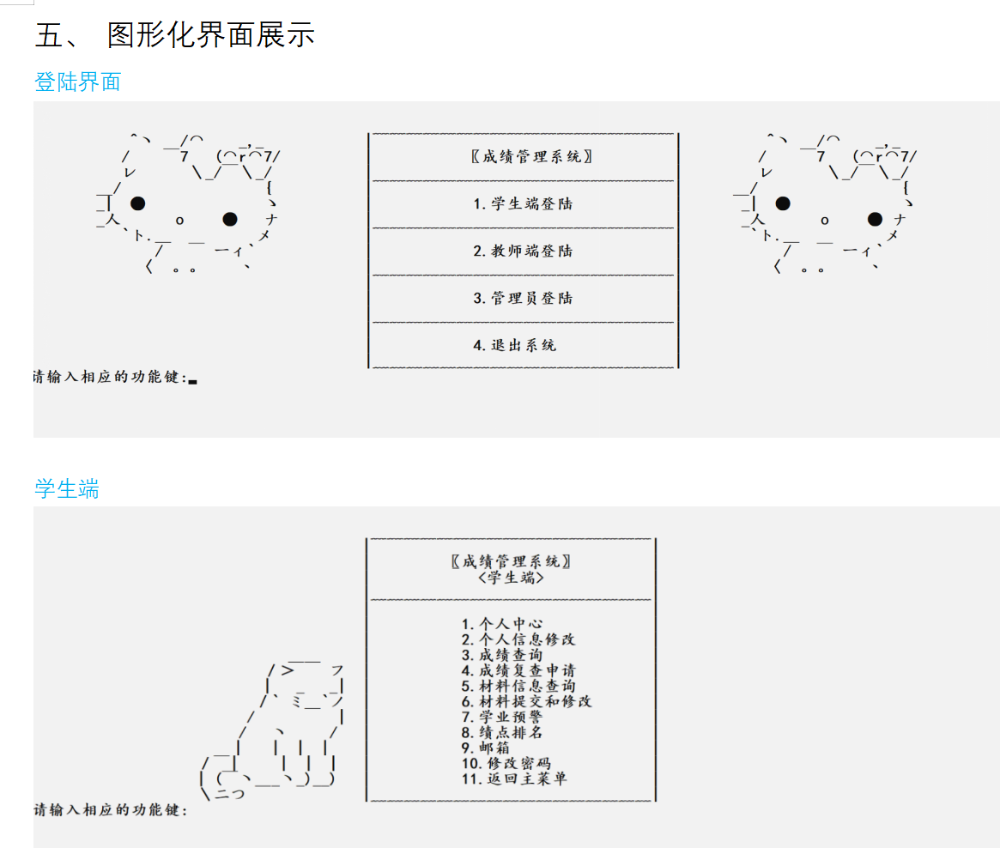 五、 图形化界面展示
登陆界面
〖成绩管理系统〗
1.学生端登陆
2.教师端登陆
3.管理员登陆
4.退出系统
请输入相应的功能键:
学生端
〖成绩管理系统〗
<学生端>
1.个人中心
2.个人信息修改
3.成绩查询
4.成绩复查申请
5.材料信息查询
6.材料提交和修改
7.学业预警
8.绩点排名
9.邮箱
10.修改密码
11.返回主菜单
请输入相应的功能键: